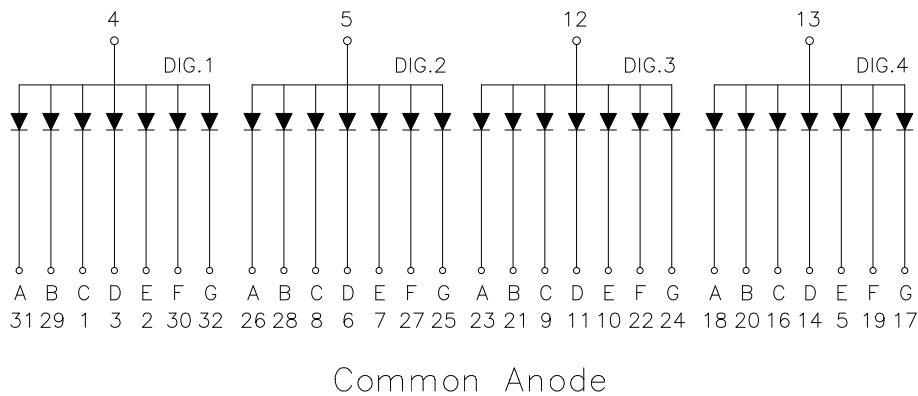 4 5 12 13
DIG.1 DIG.2 DIG.3 DIG.4
A B C D E F G A B C D E F G A B C D E F G A B C D E F G
31 29 1 3 2 30 32 26 28 8 6 7 27 25 23 21 9 11 10 22 24 18 20 16 14 5 19 17
Common Anode